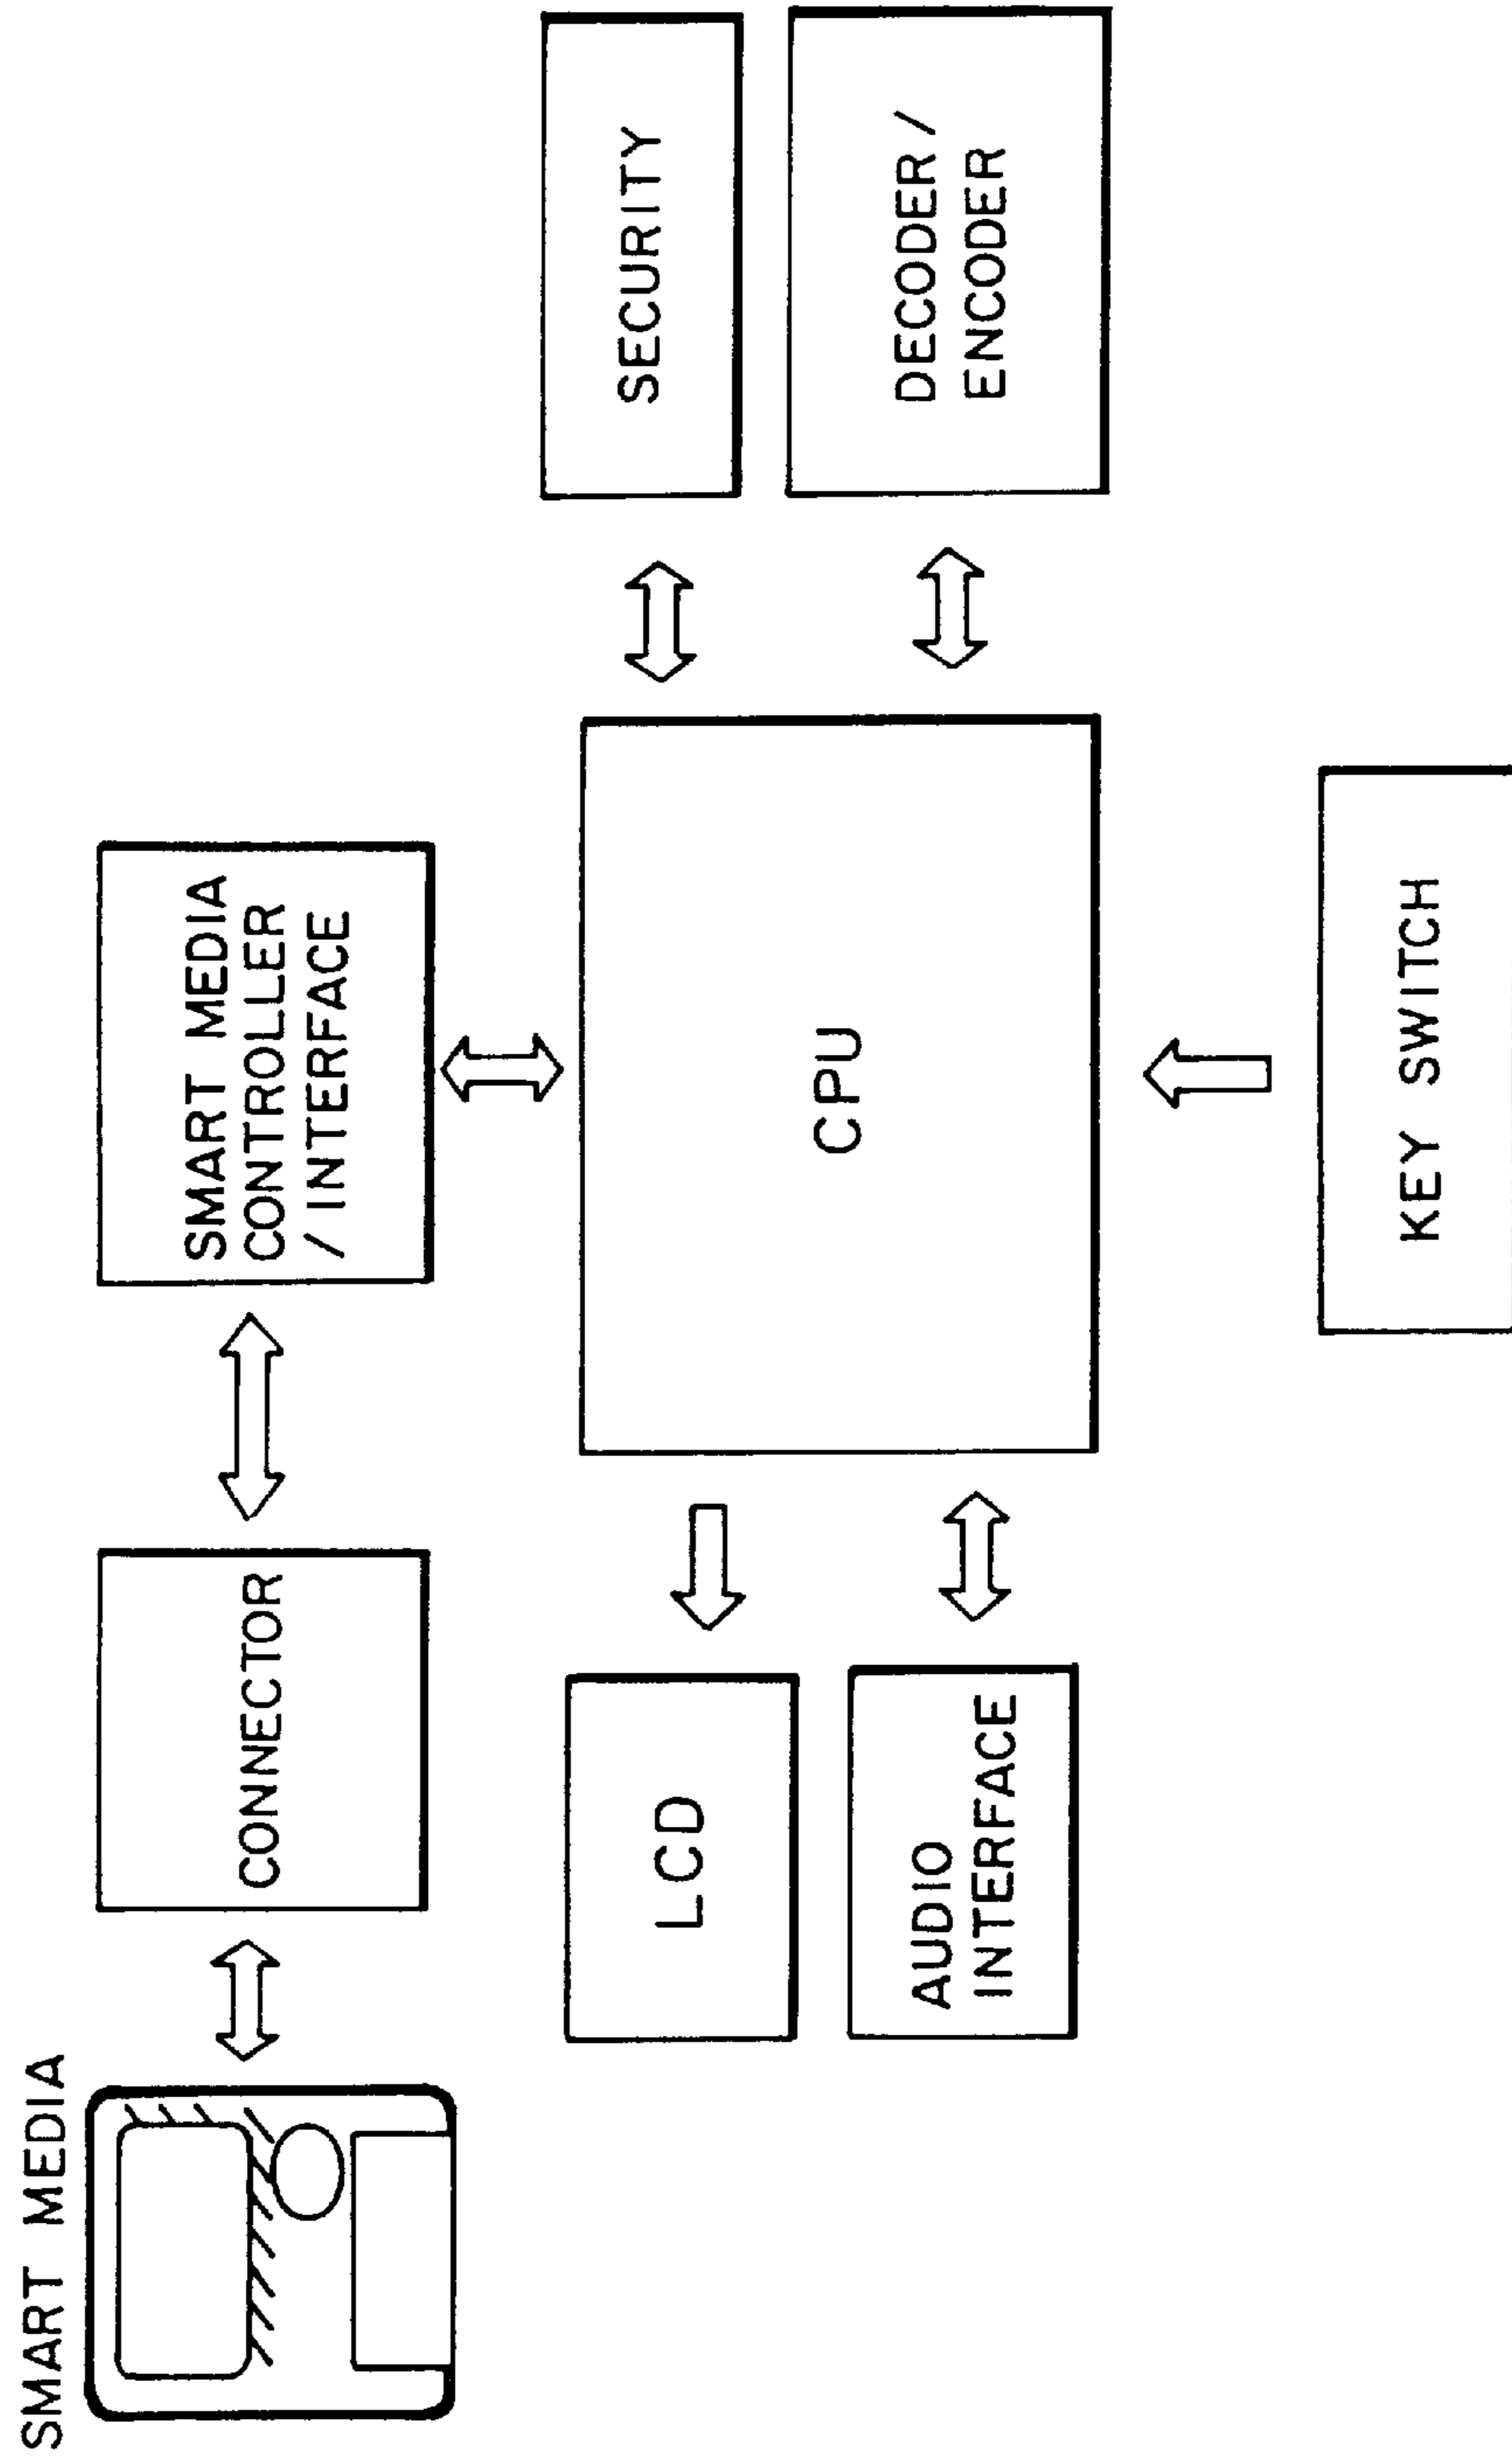 SMART MEDIA
CONNECTOR
SMART MEDIA
CONTROLLER
/ INTERFACE
LCD
AUDIO
INTERFACE
CPU
SECURITY
DECODER /
ENCODER
KEY SWITCH